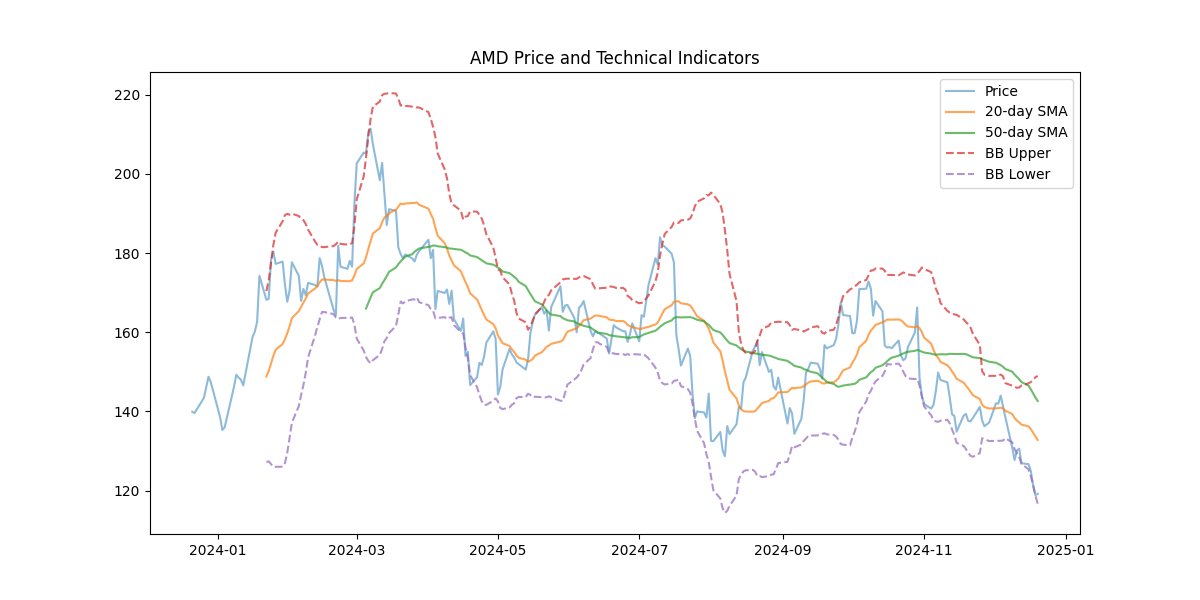 AMD Price and Technical Indicators
Price
20-day SMA
50-day SMA
BB Upper
BB Lower
220
200
180
160
140
120
2024-01
2024-03
2024-05
2024-07
2024-09
2024-11
2025-01